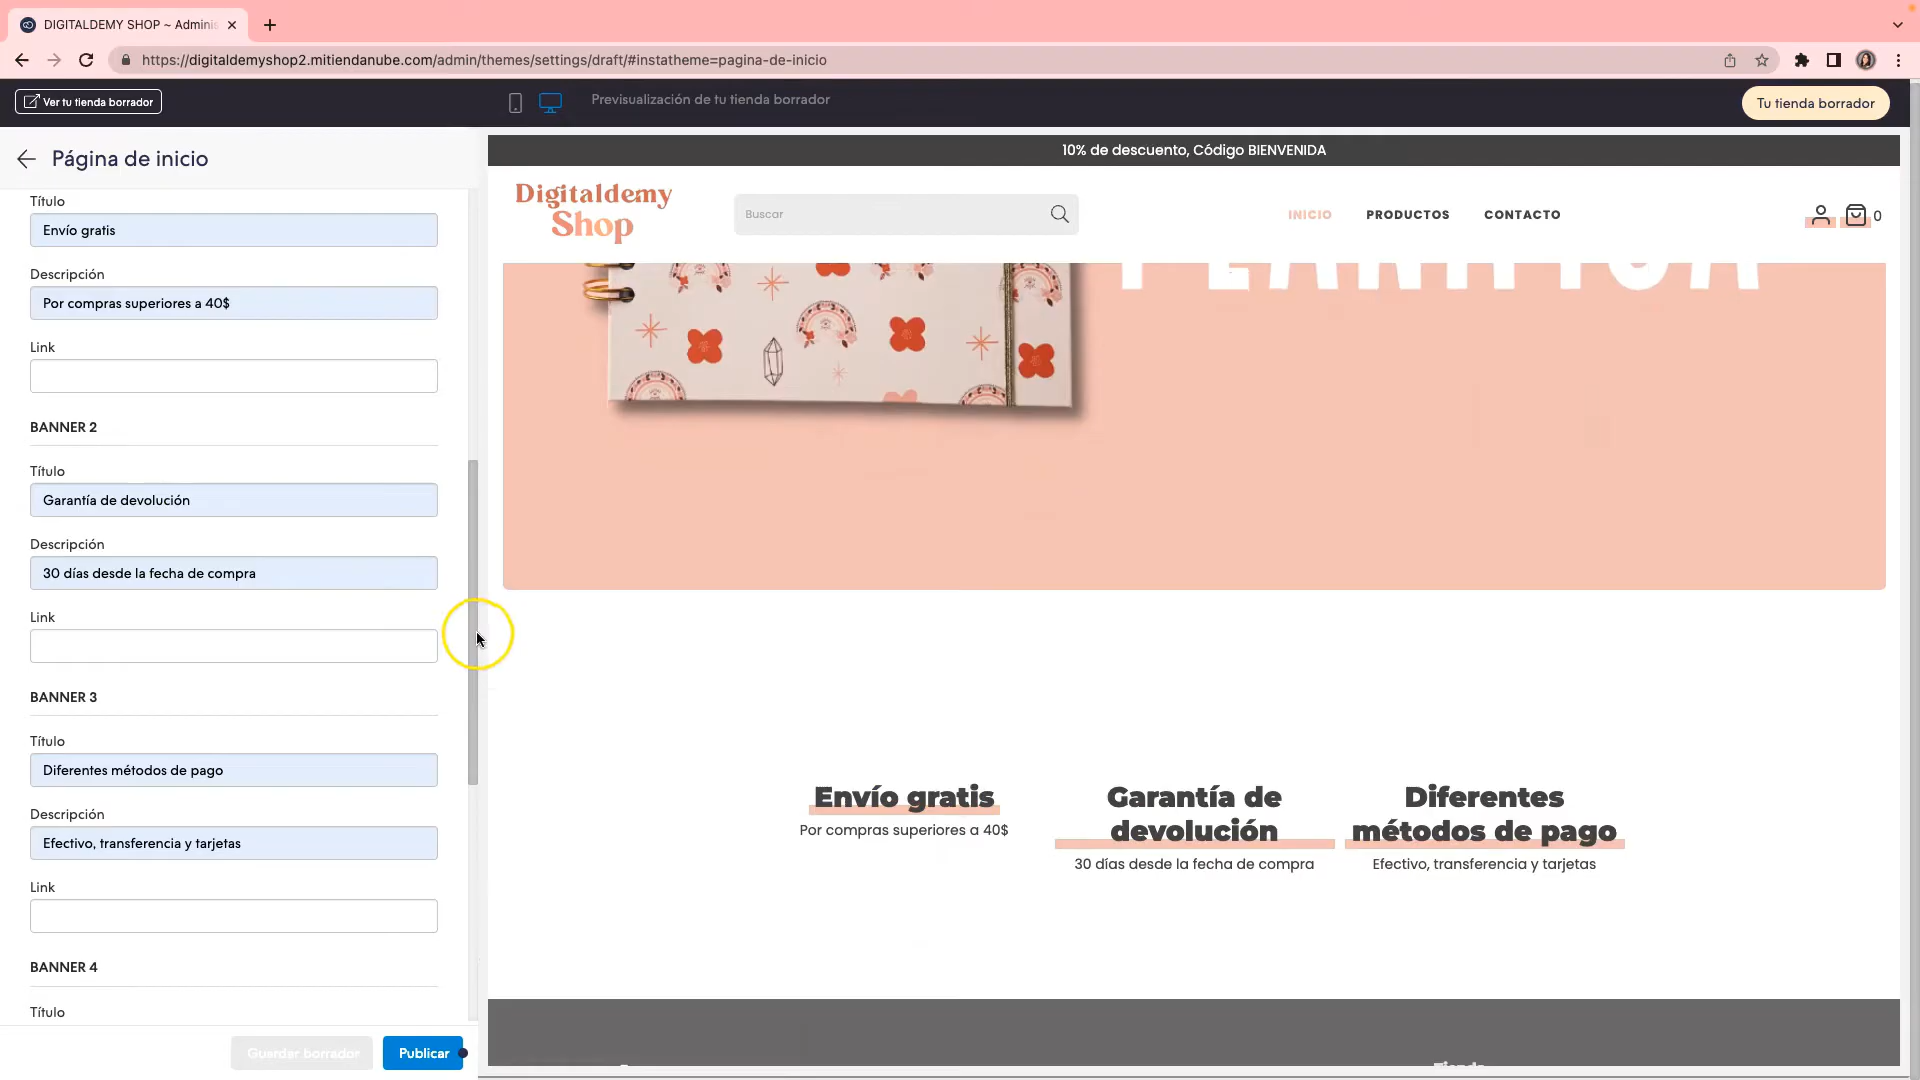 DIGITALDEMY SHOP ~ Adminis
https://digitaldemyshop2.mitiendanube.com/admin/themes/settings/draft/#instatheme=pagina-de-inicio
Ver tu tienda borrador
Previsualización de tu tienda borrador
Tu tienda borrador
Página de inicio
Título
Envío gratis
Descripción
Por compras superiores a 40$
Link
BANNER 2
Título
Garantía de devolución
Descripción
30 días desde la fecha de compra
Link
BANNER 3
Título
Diferentes métodos de pago
Descripción
Efectivo, transferencia y tarjetas
Link
BANNER 4
Título
Guardar borrador
Publicar
10% de descuento, Código BIENVENIDA
Digitaldemy
Shop
Buscar
INICIO
PRODUCTOS
CONTACTO
0
Envío gratis
Por compras superiores a 40$
Garantía de
devolución
30 días desde la fecha de compra
Diferentes
métodos de pago
Efectivo, transferencia y tarjetas